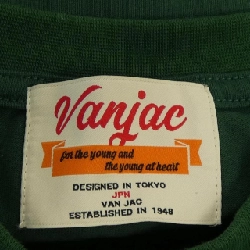 Vanjac
for the young and
the young at heart
DESIGNED IN TOKYO
JPN
VAN JAC
ESTABLISHED IN 1948